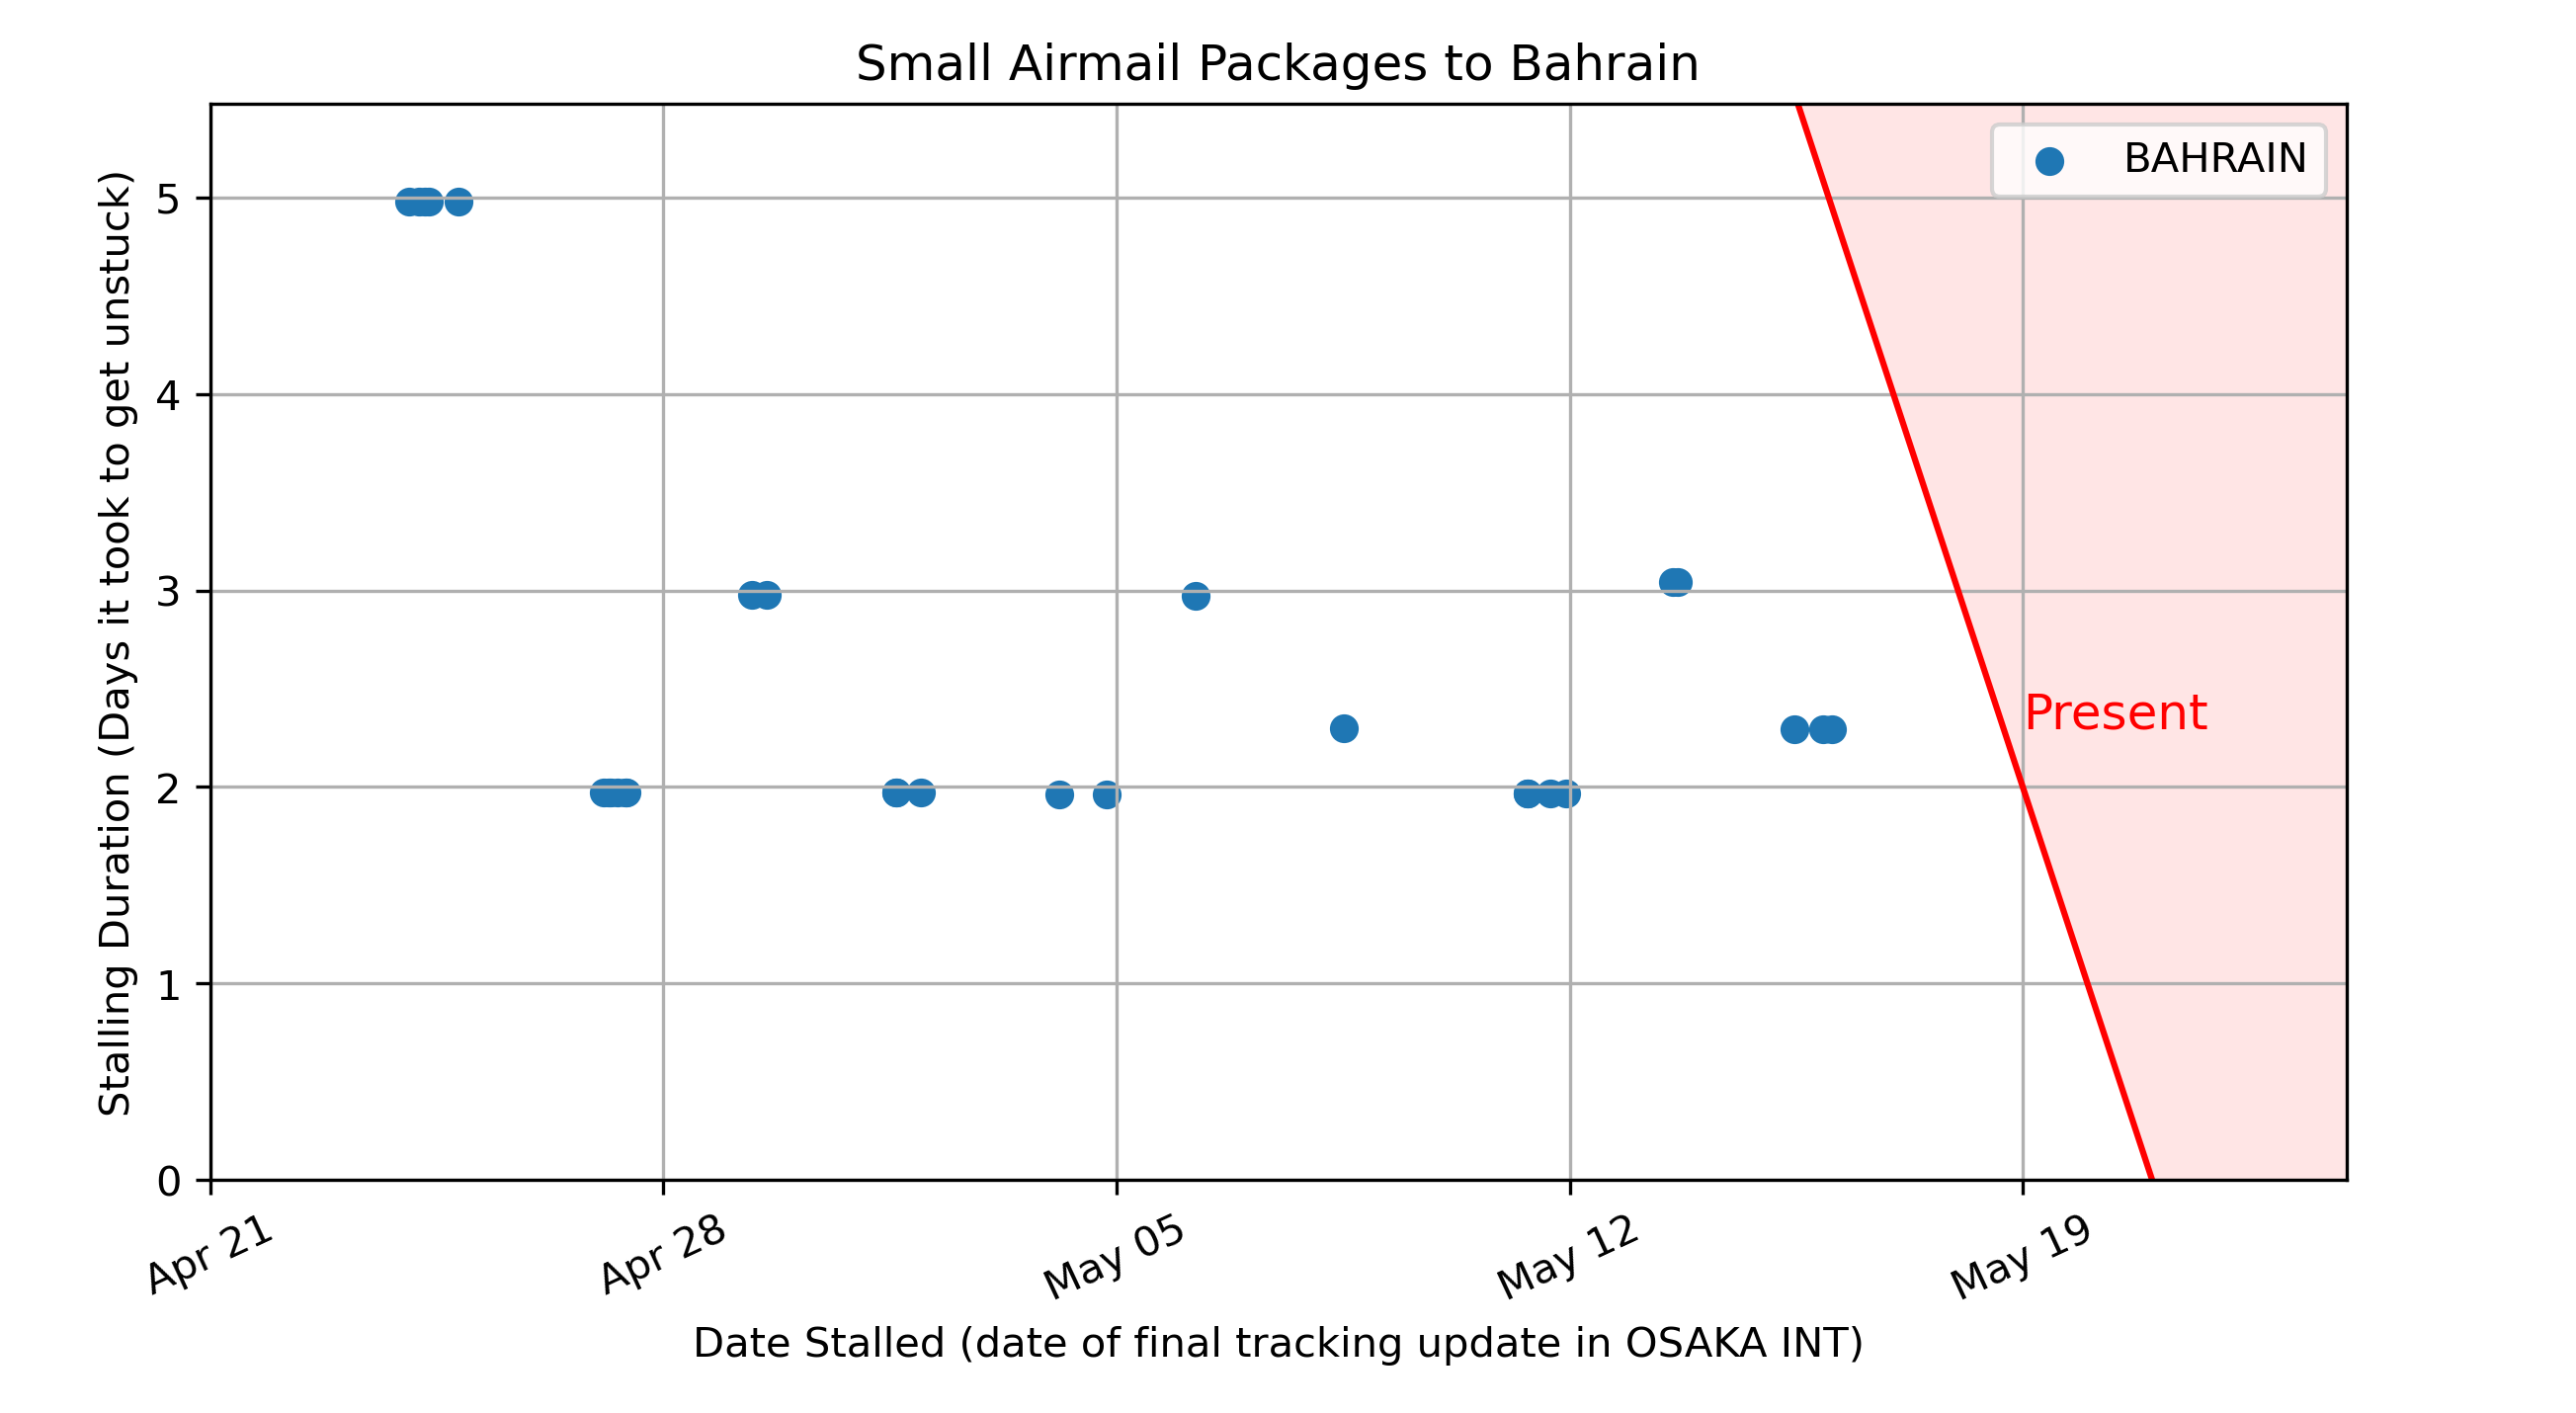 Small Airmail Packages to Bahrain
BAHRAIN
Present
Stalling Duration (Days it took to get unstuck)
5
4
3
2
1
0
Apr 21
Apr 28
May 05
May 12
May 19
Date Stalled (date of final tracking update in OSAKA INT)